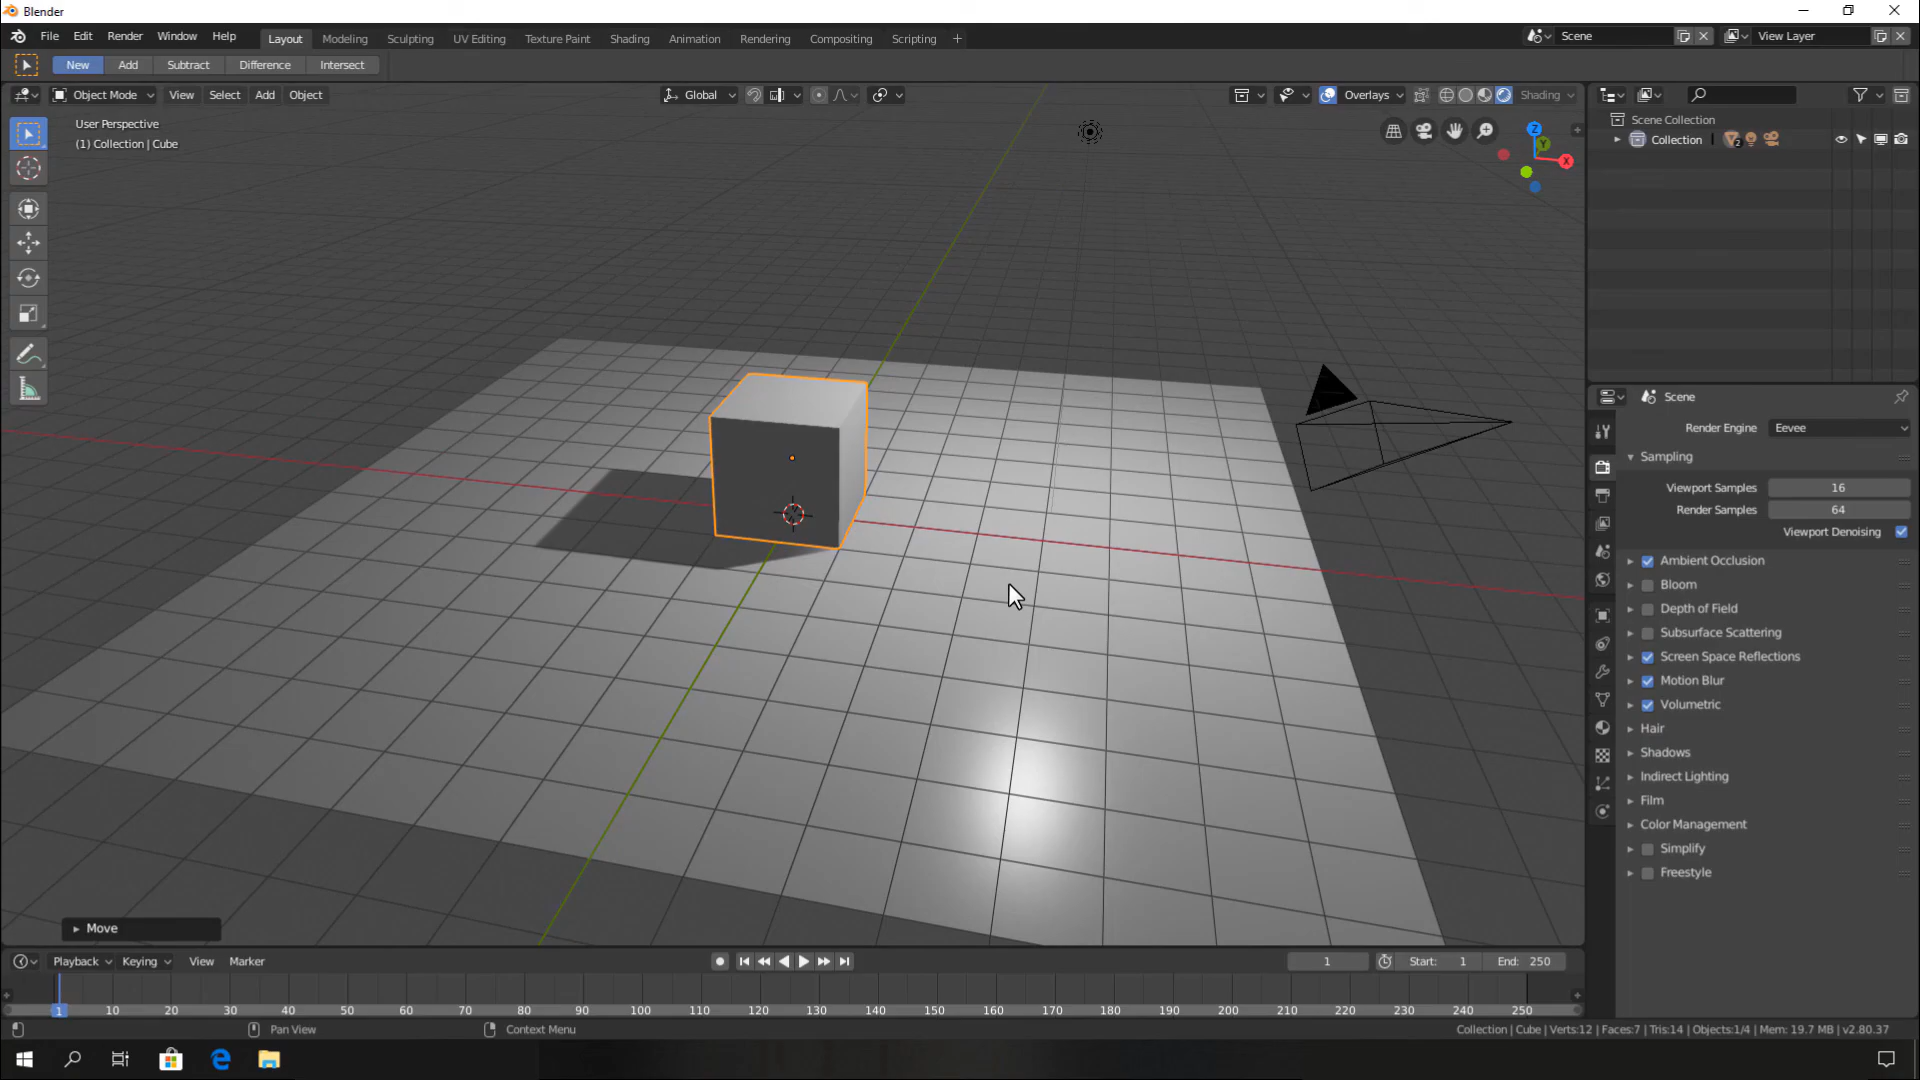 Blender
File Edit Render Window Help Layout Modeling Sculpting UV Editing Texture Paint Shading Animation Rendering Compositing Scripting + Scene View Layer
New Add Subtract Difference Intersect
Object Mode View Select Add Object Global Overlays Shading
User Perspective
(1) Collection | Cube
Z
Y
X
Scene Collection
Collection 2
Scene
Render Engine Eevee
Sampling
Viewport Samples 16
Render Samples 64
Viewport Denoising
Ambient Occlusion
Bloom
Depth of Field
Subsurface Scattering
Screen Space Reflections
Motion Blur
Volumetric
Hair
Shadows
Indirect Lighting
Film
Color Management
Simplify
Freestyle
Move
Playback Keying View Marker 1 Start: 1 End: 250
1 10 20 30 40 50 60 70 80 90 100 110 120 130 140 150 160 170 180 190 200 210 220 230 240 250
Pan View Context Menu Collection | Cube | Verts:12 | Faces:7 | Tris:14 | Objects:1/4 | Mem: 19.7 MB | v2.80.37